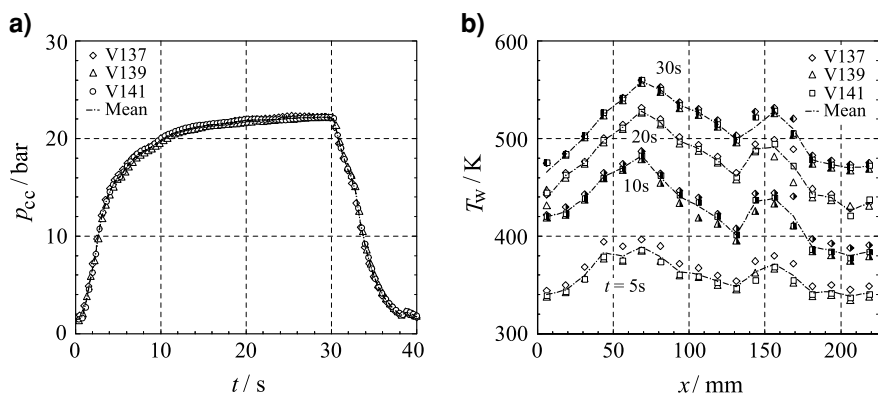 a)
30
20
10
0
p_cc / bar
V137
V139
V141
Mean
0 10 20 30 40
t / s
b)
600
500
400
300
T_w / K
30s
20s
10s
t = 5s
V137
V139
V141
Mean
0 50 100 150 200
x / mm